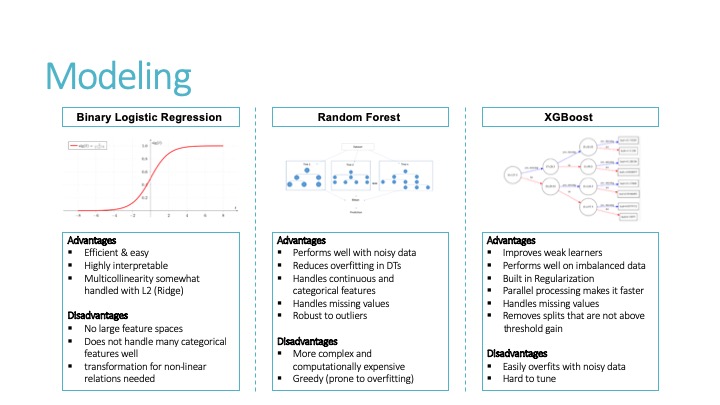 Modeling
Binary Logistic Regression
Advantages
▪ Efficient & easy
▪ Highly interpretable
▪ Multicollinearity somewhat
handled with L2 (Ridge)
Disadvantages
▪ No large feature spaces
▪ Does not handle many categorical
features well
▪ transformation for non-linear
relations needed
Random Forest
Advantages
▪ Performs well with noisy data
▪ Reduces overfitting in DTs
▪ Handles continuous and
categorical features
▪ Handles missing values
▪ Robust to outliers
Disadvantages
▪ More complex and
computationally expensive
▪ Greedy (prone to overfitting)
XGBoost
Advantages
▪ Improves weak learners
▪ Performs well on imbalanced data
▪ Built in Regularization
▪ Parallel processing makes it faster
▪ Handles missing values
▪ Removes splits that are not above
threshold gain
Disadvantages
▪ Easily overfits with noisy data
▪ Hard to tune